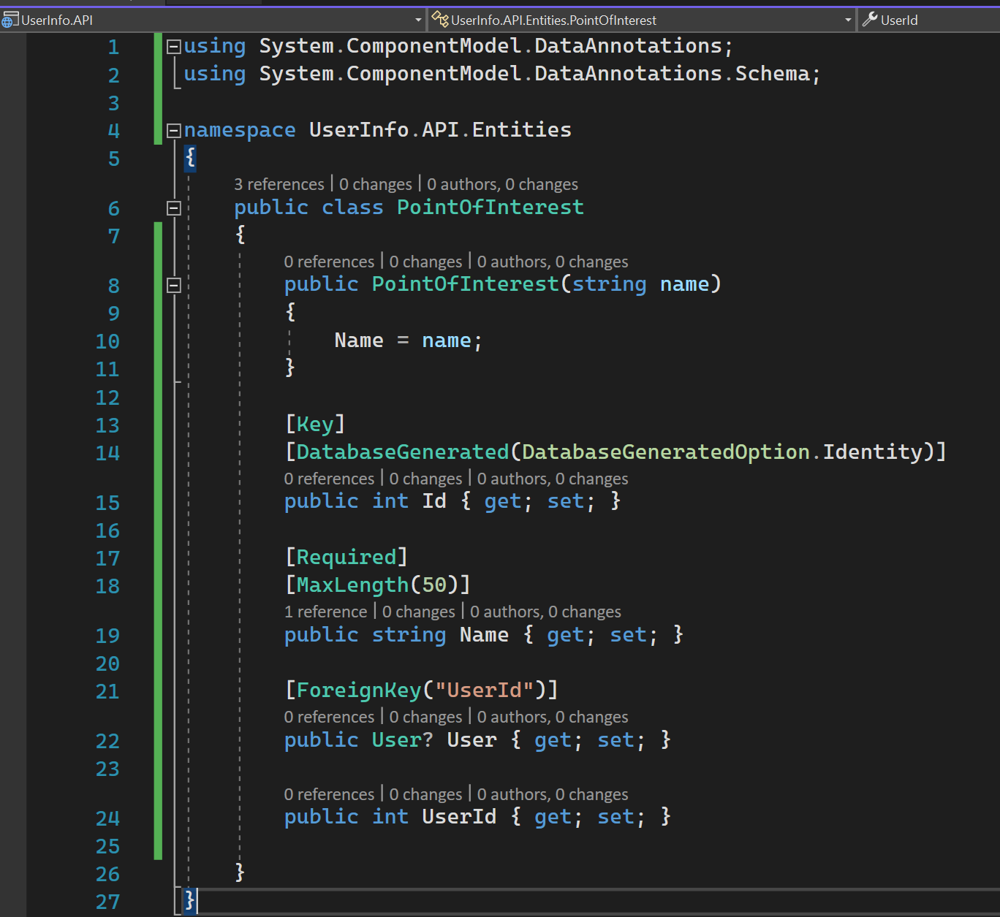 UserInfo.API UserInfo.API.Entities.PointOfInterest UserId
1 using System.ComponentModel.DataAnnotations;
2 using System.ComponentModel.DataAnnotations.Schema;
3
4 namespace UserInfo.API.Entities
5 {
3 references | 0 changes | 0 authors, 0 changes
6 public class PointOfInterest
7 {
0 references | 0 changes | 0 authors, 0 changes
8 public PointOfInterest(string name)
9 {
10 Name = name;
11 }
12
13 [Key]
14 [DatabaseGenerated(DatabaseGeneratedOption.Identity)]
0 references | 0 changes | 0 authors, 0 changes
15 public int Id { get; set; }
16
17 [Required]
18 [MaxLength(50)]
1 reference | 0 changes | 0 authors, 0 changes
19 public string Name { get; set; }
20
21 [ForeignKey("UserId")]
0 references | 0 changes | 0 authors, 0 changes
22 public User? User { get; set; }
23
0 references | 0 changes | 0 authors, 0 changes
24 public int UserId { get; set; }
25
26 }
27 }